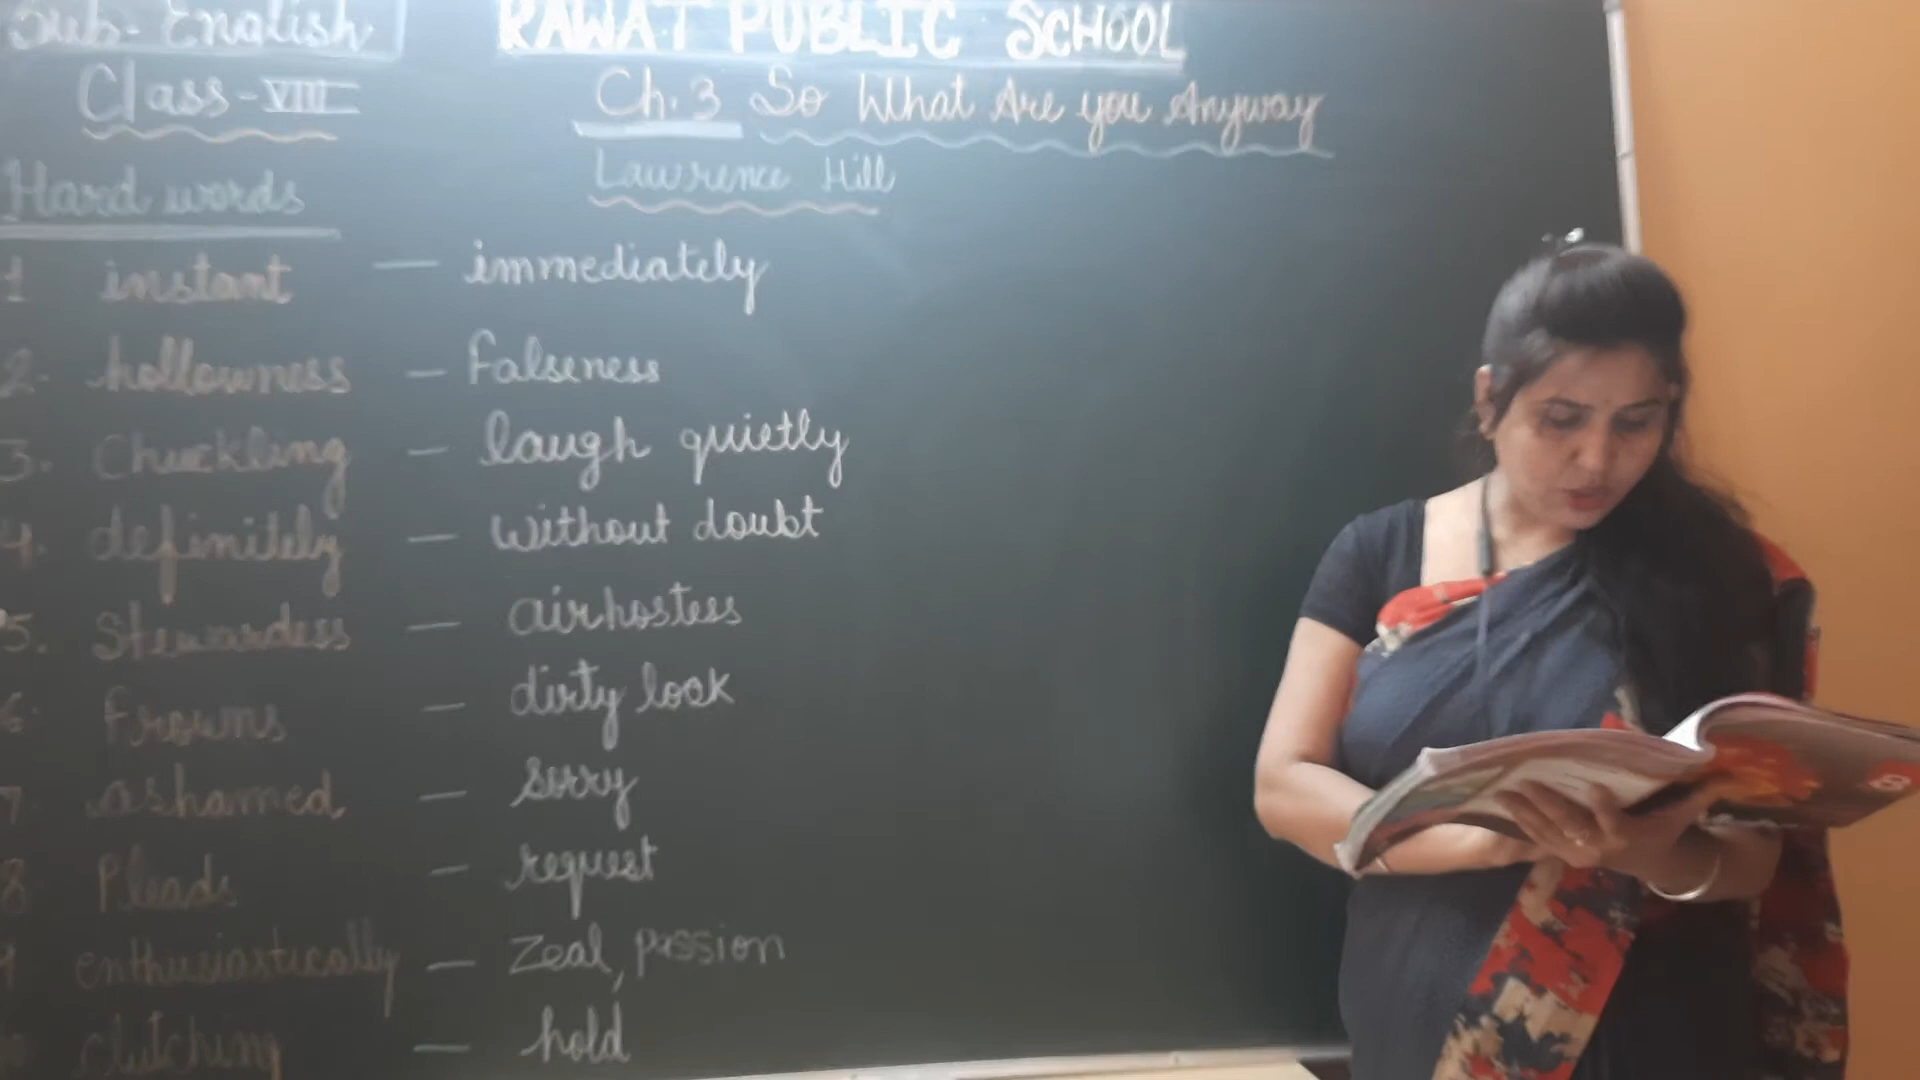 Sub- English
RAWAT PUBLIC SCHOOL
Class - VIII
Ch. 3 So What Are you Anyway
Lawrence Hill
Hard words
1 instant — immediately
2. hollowness — Falseness
3. Chuckling — laugh quietly
4. definitely — without doubt
5. Stewardess — airhostess
6. Frowns — dirty look
7 ashamed — sorry
8 Pleads — request
9 enthusiastically — Zeal, passion
10 clutching — hold
8